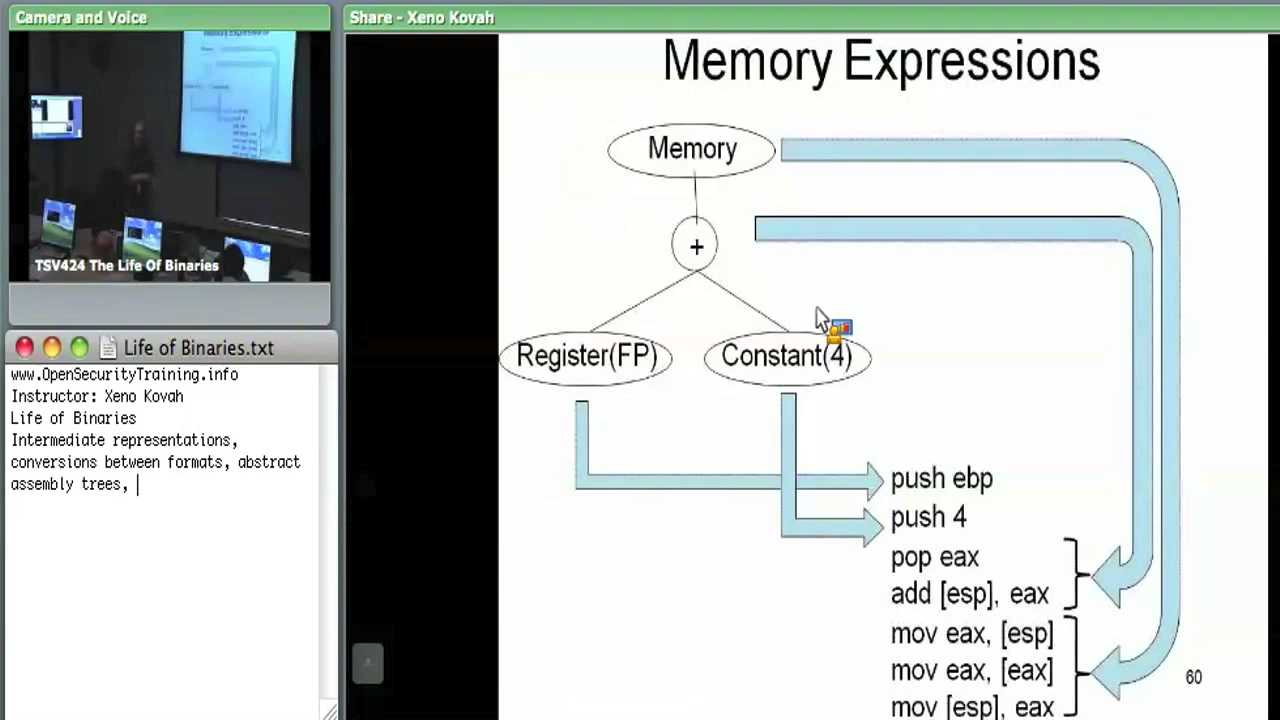 Camera and Voice
TSV424 The Life Of Binaries
Life of Binaries.txt
www.OpenSecurityTraining.info
Instructor: Xeno Kovah
Life of Binaries
Intermediate representations,
conversions between formats, abstract
assembly trees,
Share - Xeno Kovah
Memory Expressions
Memory
+
Register(FP)
Constant(4)
push ebp
push 4
pop eax
add [esp], eax
mov eax, [esp]
mov eax, [eax]
mov [esp], eax
60